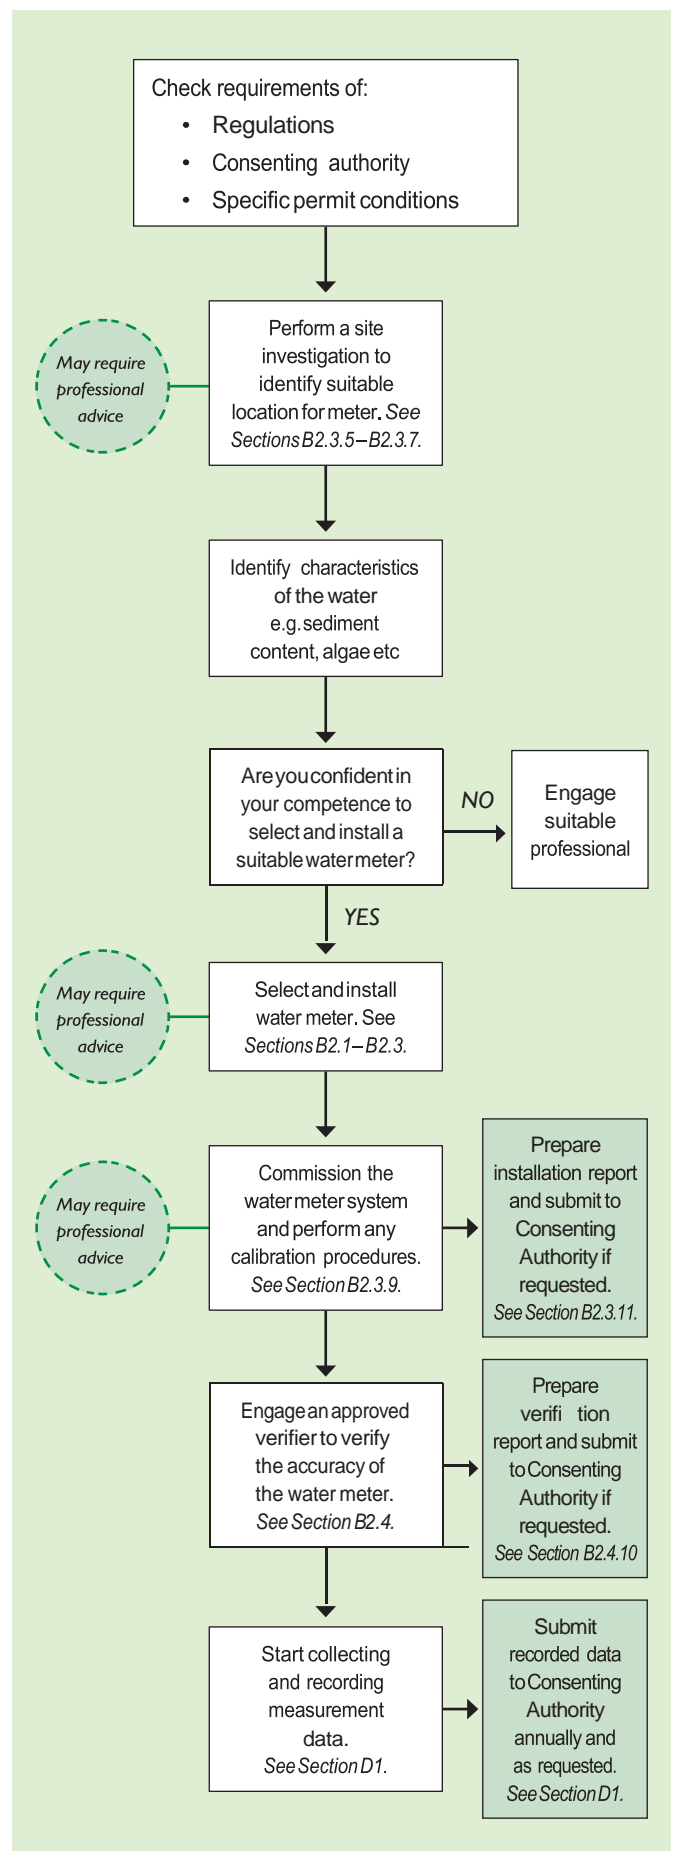 Check requirements of:
• Regulations
• Consenting authority
• Specific permit conditions
May require
professional
advice
Perform a site
investigation to
identify suitable
location for meter. See
Sections B2.3.5 – B2.3.7.
Identify characteristics
of the water
e.g. sediment
content, algae etc
Are you confident in
your competence to
select and install a
suitable water meter?
NO
Engage
suitable
professional
YES
May require
professional
advice
Select and install
water meter. See
Sections B2.1 – B2.3.
May require
professional
advice
Commission the
water meter system
and perform any
calibration procedures.
See Section B2.3.9.
Prepare
installation report
and submit to
Consenting
Authority if
requested.
See Section B2.3.11.
Engage an approved
verifier to verify
the accuracy of
the water meter.
See Section B2.4.
Prepare
verifi tion
report and submit
to Consenting
Authority if
requested.
See Section B2.4.10
Start collecting
and recording
measurement
data.
See Section D1.
Submit
recorded data
to Consenting
Authority
annually and
as requested.
See Section D1.